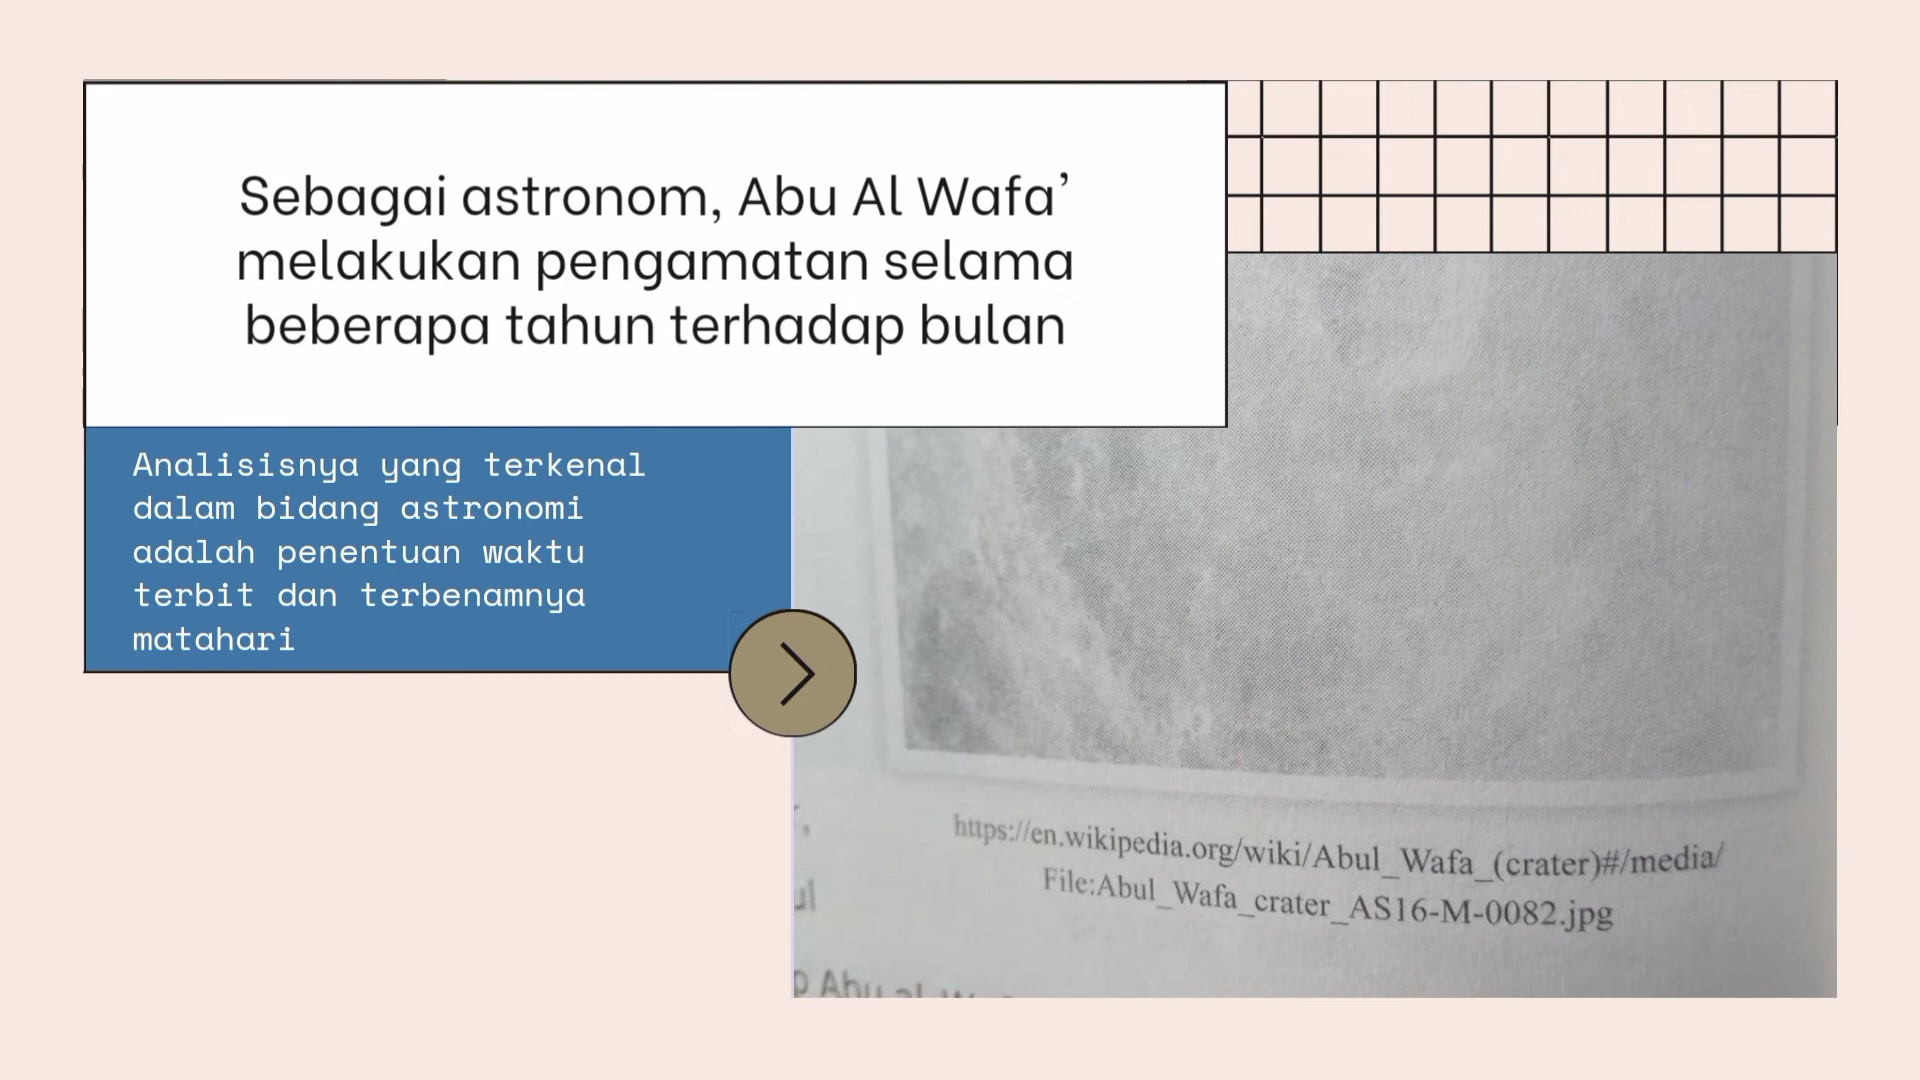 Sebagai astronom, Abu Al Wafa’
melakukan pengamatan selama
beberapa tahun terhadap bulan
Analisisnya yang terkenal
dalam bidang astronomi
adalah penentuan waktu
terbit dan terbenamnya
matahari
https://en.wikipedia.org/wiki/Abul_Wafa_(crater)#/media/
File:Abul_Wafa_crater_AS16-M-0082.jpg